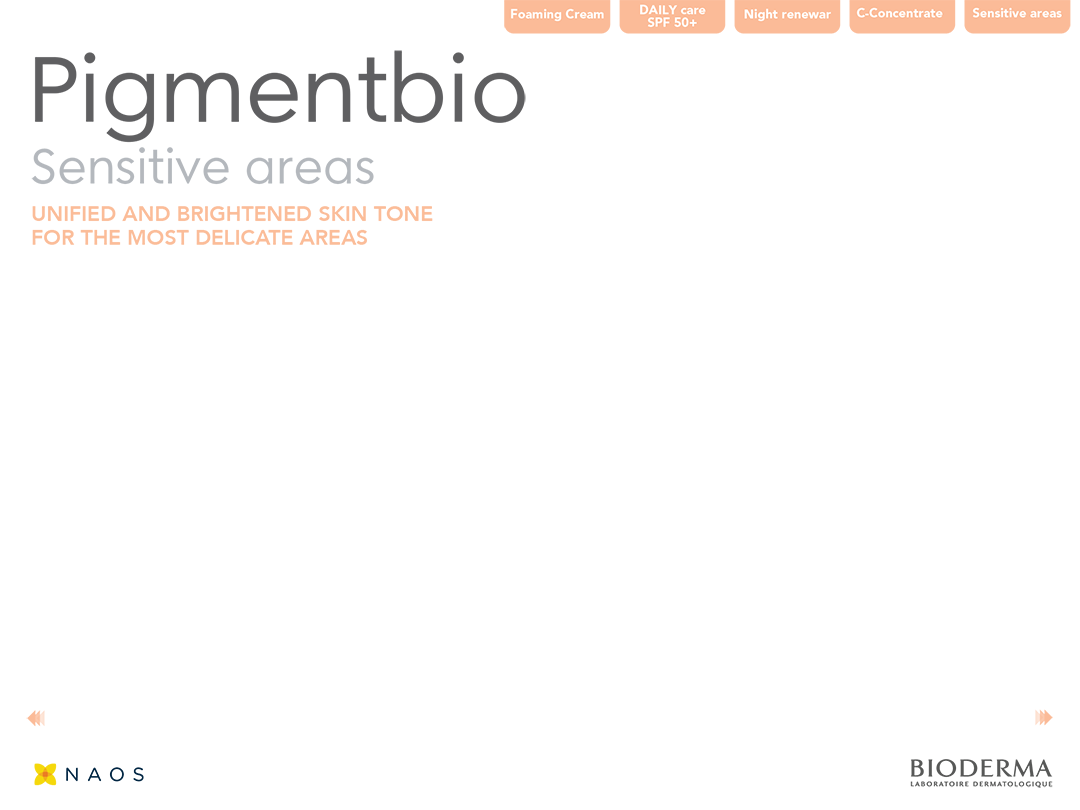 Foaming Cream
DAILY care
SPF 50+
Night renewar
C-Concentrate
Sensitive areas
Pigmentbio
Sensitive areas
UNIFIED AND BRIGHTENED SKIN TONE
FOR THE MOST DELICATE AREAS
NAOS
BIODERMA
LABORATOIRE DERMATOLOGIQUE